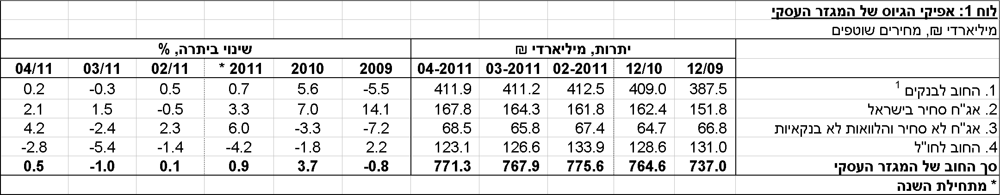 לוח 1: אפיקי הגיוס של המגזר העסקי
מיליארדי ₪, מחירים שוטפים
יתרות, מיליארדי ₪ שינוי ביתרה, %
12/09 12/10 02-2011 03-2011 04-2011 2009 2010 2011 * 02/11 03/11 04/11
1. החוב לבנקים 1 387.5 409.0 412.5 411.2 411.9 -5.5 5.6 0.7 0.5 -0.3 0.2
2. אג"ח סחיר בישראל 151.8 162.4 161.8 164.3 167.8 14.1 7.0 3.3 -0.5 1.5 2.1
3. אג"ח לא סחיר והלוואות לא בנקאיות 66.8 64.7 67.4 65.8 68.5 -7.2 -3.3 6.0 2.3 -2.4 4.2
4. החוב לחו"ל 131.0 128.6 133.9 126.6 123.1 2.2 -1.8 -4.2 -1.4 -5.4 -2.8
סך החוב של המגזר העסקי 737.0 764.6 775.6 767.9 771.3 -0.8 3.7 0.9 0.1 -1.0 0.5
* מתחילת השנה